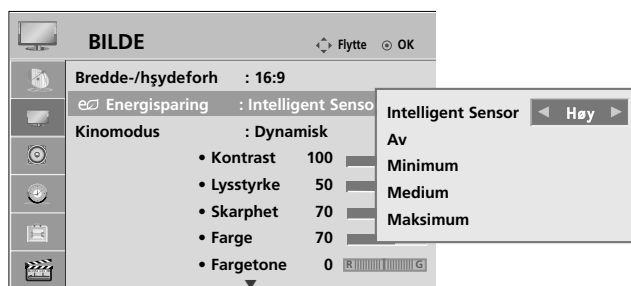 BILDE
Flytte OK
Bredde-/hşydeforh : 16:9
Energisparing : Intelligent Senso
Kinomodus : Dynamisk
• Kontrast 100
• Lysstyrke 50
• Skarphet 70
• Farge 70
• Fargetone 0 R G
Intelligent Sensor Høy
Av
Minimum
Medium
Maksimum